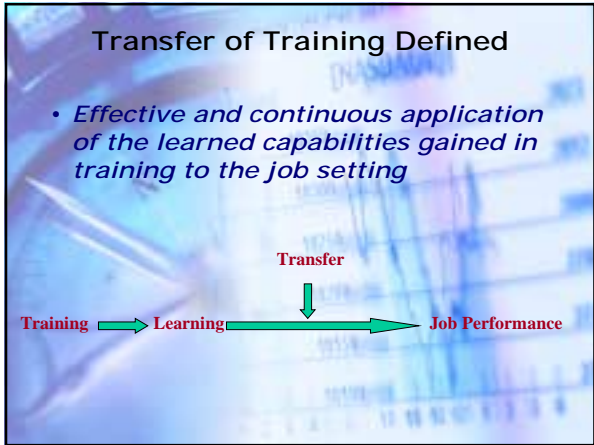 Transfer of Training Defined
• Effective and continuous application
of the learned capabilities gained in
training to the job setting
Transfer
Training Learning Job Performance